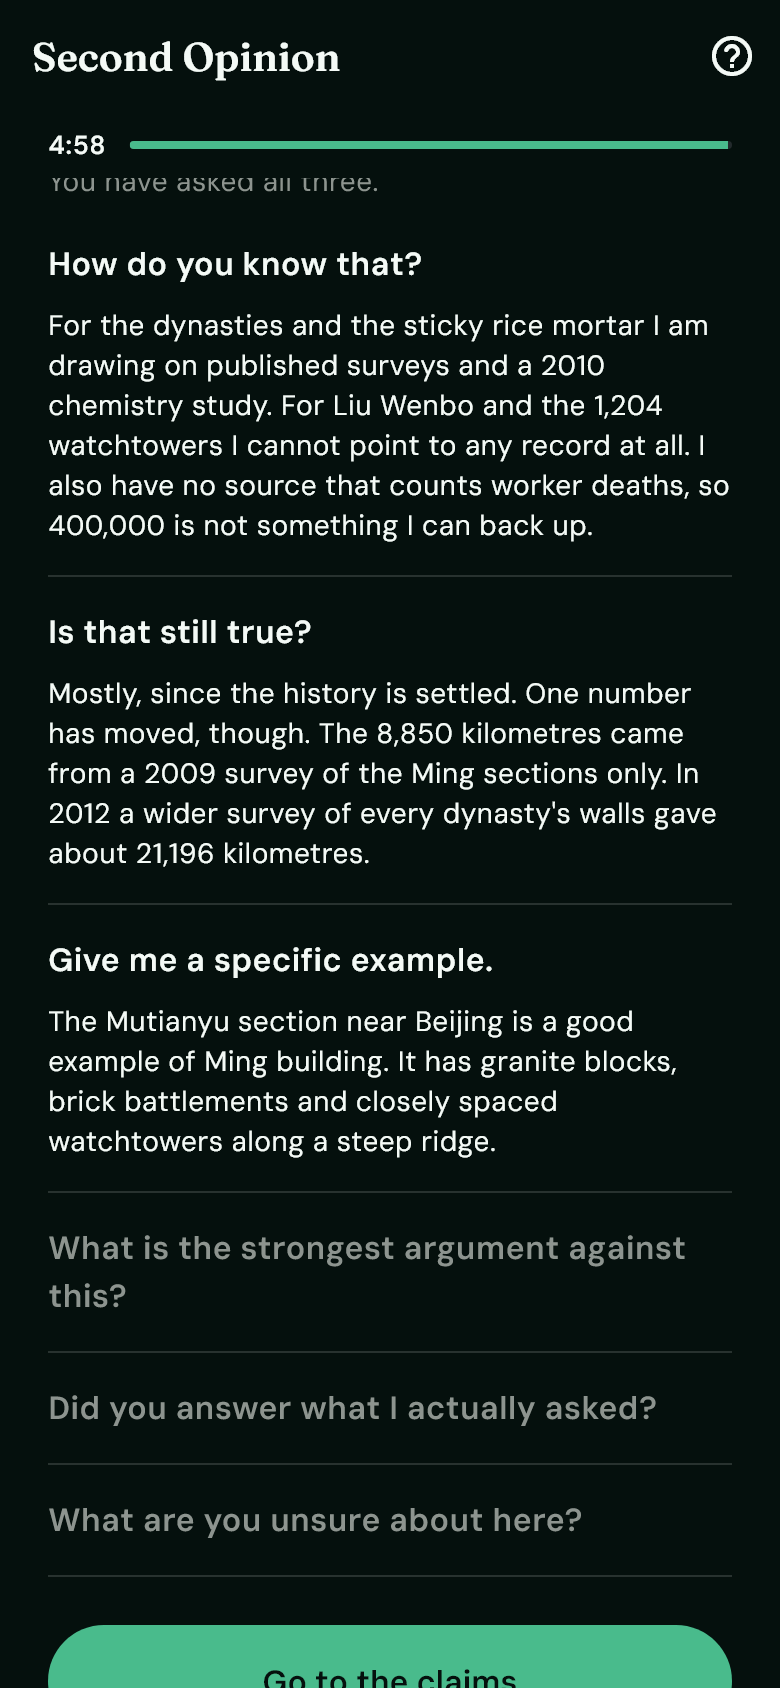 Second Opinion
4:58
You have asked all three.
How do you know that?
For the dynasties and the sticky rice mortar I am
drawing on published surveys and a 2010
chemistry study. For Liu Wenbo and the 1,204
watchtowers I cannot point to any record at all. I
also have no source that counts worker deaths, so
400,000 is not something I can back up.
Is that still true?
Mostly, since the history is settled. One number
has moved, though. The 8,850 kilometres came
from a 2009 survey of the Ming sections only. In
2012 a wider survey of every dynasty's walls gave
about 21,196 kilometres.
Give me a specific example.
The Mutianyu section near Beijing is a good
example of Ming building. It has granite blocks,
brick battlements and closely spaced
watchtowers along a steep ridge.
What is the strongest argument against
this?
Did you answer what I actually asked?
What are you unsure about here?
Go to the claims